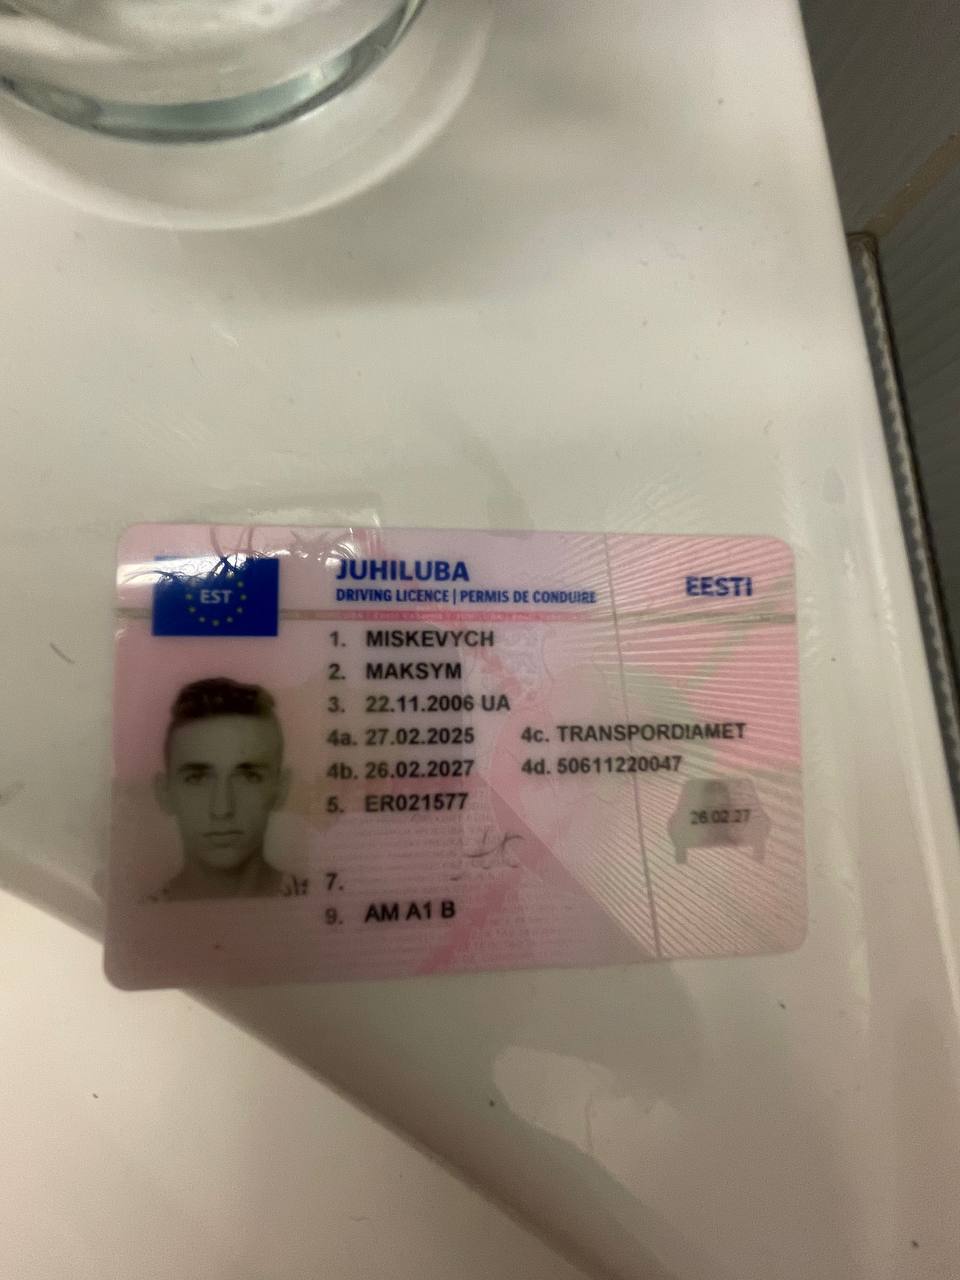 EST
JUHILUBA
DRIVING LICENCE | PERMIS DE CONDUIRE
EESTI
1. MISKEVYCH
2. MAKSYM
3. 22.11.2006 UA
4a. 27.02.2025 4c. TRANSPORDIAMET
4b. 26.02.2027 4d. 50611220047
5. ER021577
26.02.27
7.
9. AM A1 B